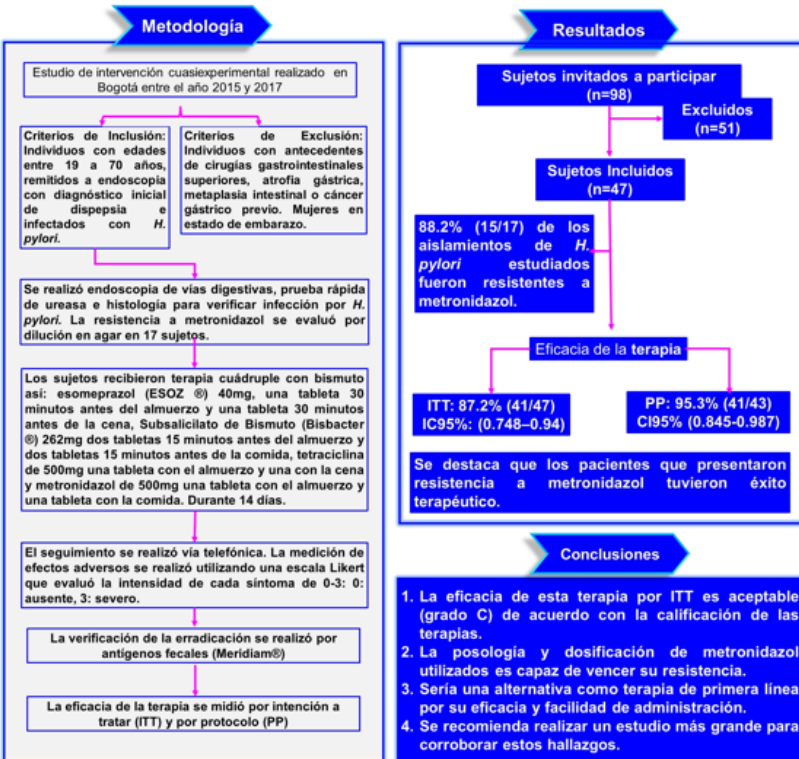 Metodología
Estudio de intervención cuasiexperimental realizado en
Bogotá entre el año 2015 y 2017
Criterios de Inclusión:
Individuos con edades
entre 19 a 70 años,
remitidos a endoscopia
con diagnóstico inicial
de dispepsia e
infectados con H.
pylori.
Criterios de Exclusión:
Individuos con antecedentes
de cirugías gastrointestinales
superiores, atrofia gástrica,
metaplasia intestinal o cáncer
gástrico previo. Mujeres en
estado de embarazo.
Se realizó endoscopia de vías digestivas, prueba rápida
de ureasa e histología para verificar infección por H.
pylori. La resistencia a metronidazol se evaluó por
dilución en agar en 17 sujetos.
Los sujetos recibieron terapia cuádruple con bismuto
así: esomeprazol (ESOZ ®) 40mg, una tableta 30
minutos antes del almuerzo y una tableta 30 minutos
antes de la cena, Subsalicilato de Bismuto (Bisbacter
®) 262mg dos tabletas 15 minutos antes del almuerzo y
dos tabletas 15 minutos antes de la comida, tetraciclina
de 500mg una tableta con el almuerzo y una con la cena
y metronidazol de 500mg una tableta con el almuerzo y
una tableta con la comida. Durante 14 días.
El seguimiento se realizó vía telefónica. La medición de
efectos adversos se realizó utilizando una escala Likert
que evaluó la intensidad de cada síntoma de 0-3: 0:
ausente, 3: severo.
La verificación de la erradicación se realizó por
antígenos fecales (Meridiam®)
La eficacia de la terapia se midió por intención a
tratar (ITT) y por protocolo (PP)
Resultados
Sujetos invitados a participar
(n=98)
Excluidos
(n=51)
Sujetos Incluidos
(n=47)
88.2% (15/17) de los
aislamientos de H.
pylori estudiados
fueron resistentes a
metronidazol.
Eficacia de la terapia
ITT: 87.2% (41/47)
IC95%: (0.748–0.94)
PP: 95.3% (41/43)
CI95% (0.845-0.987)
Se destaca que los pacientes que presentaron
resistencia a metronidazol tuvieron éxito
terapéutico.
Conclusiones
1. La eficacia de esta terapia por ITT es aceptable
(grado C) de acuerdo con la calificación de las
terapias.
2. La posología y dosificación de metronidazol
utilizados es capaz de vencer su resistencia.
3. Sería una alternativa como terapia de primera línea
por su eficacia y facilidad de administración.
4. Se recomienda realizar un estudio más grande para
corroborar estos hallazgos.